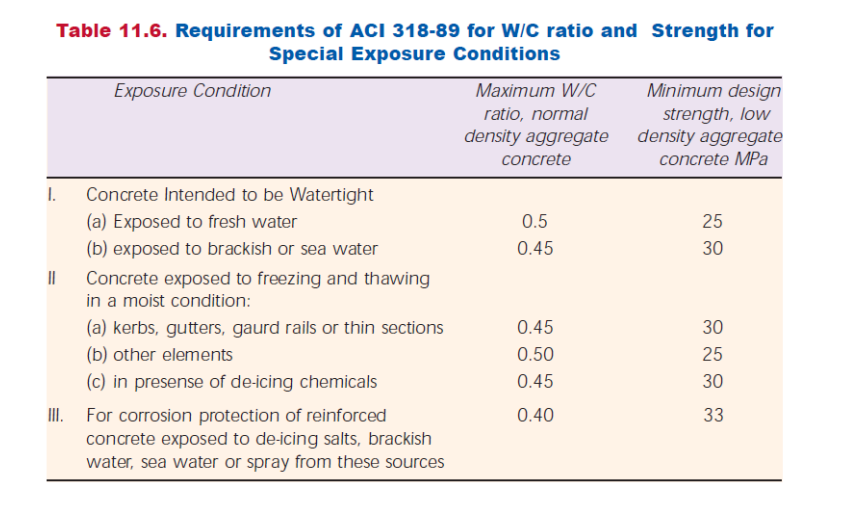 Table 11.6. Requirements of ACI 318-89 for W/C ratio and Strength for
Special Exposure Conditions
Exposure Condition Maximum W/C Minimum design
ratio, normal strength, low
density aggregate density aggregate
concrete concrete MPa
I. Concrete Intended to be Watertight
(a) Exposed to fresh water 0.5 25
(b) exposed to brackish or sea water 0.45 30
II Concrete exposed to freezing and thawing
in a moist condition:
(a) kerbs, gutters, gaurd rails or thin sections 0.45 30
(b) other elements 0.50 25
(c) in presense of de-icing chemicals 0.45 30
III. For corrosion protection of reinforced 0.40 33
concrete exposed to de-icing salts, brackish
water, sea water or spray from these sources